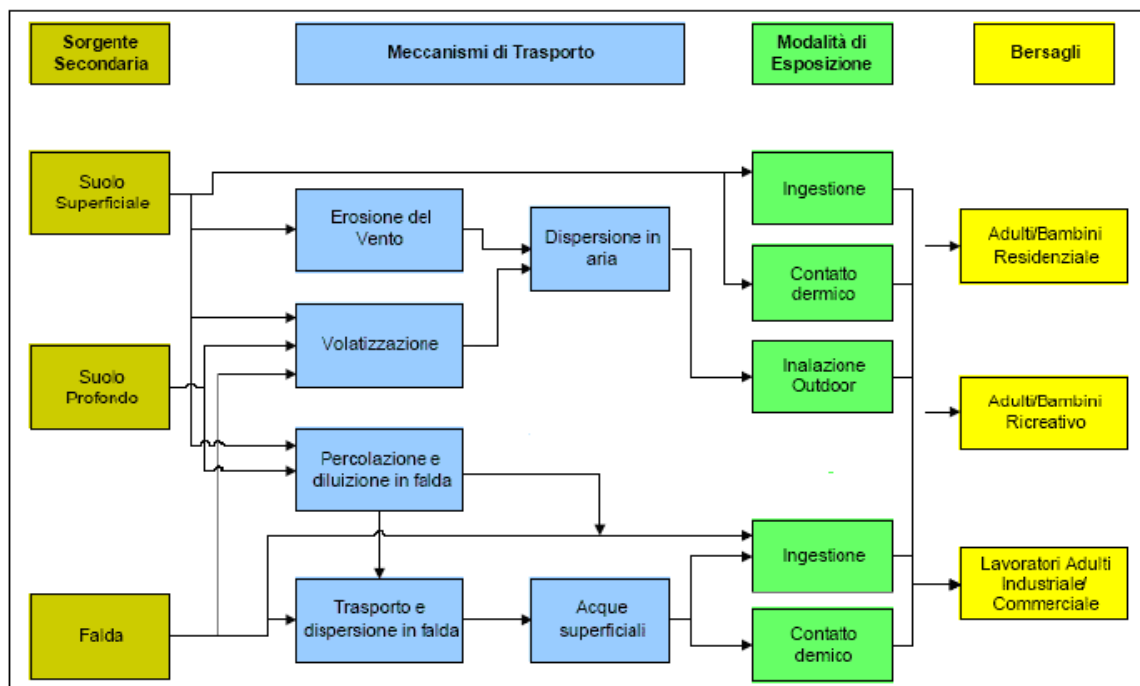 Sorgente
Secondaria
Meccanismi di Trasporto
Modalità di
Esposizione
Bersagli
Suolo
Superficiale
Erosione del
Vento
Dispersione in
aria
Ingestione
Adulti/Bambini
Residenziale
Contatto
dermico
Volatizzazione
Suolo
Profondo
Inalazione
Outdoor
Adulti/Bambini
Ricreativo
Percolazione e
diluizione in falda
Ingestione
Lavoratori Adulti
Industriale/
Commerciale
Falda
Trasporto e
dispersione in falda
Acque
superficiali
Contatto
demico